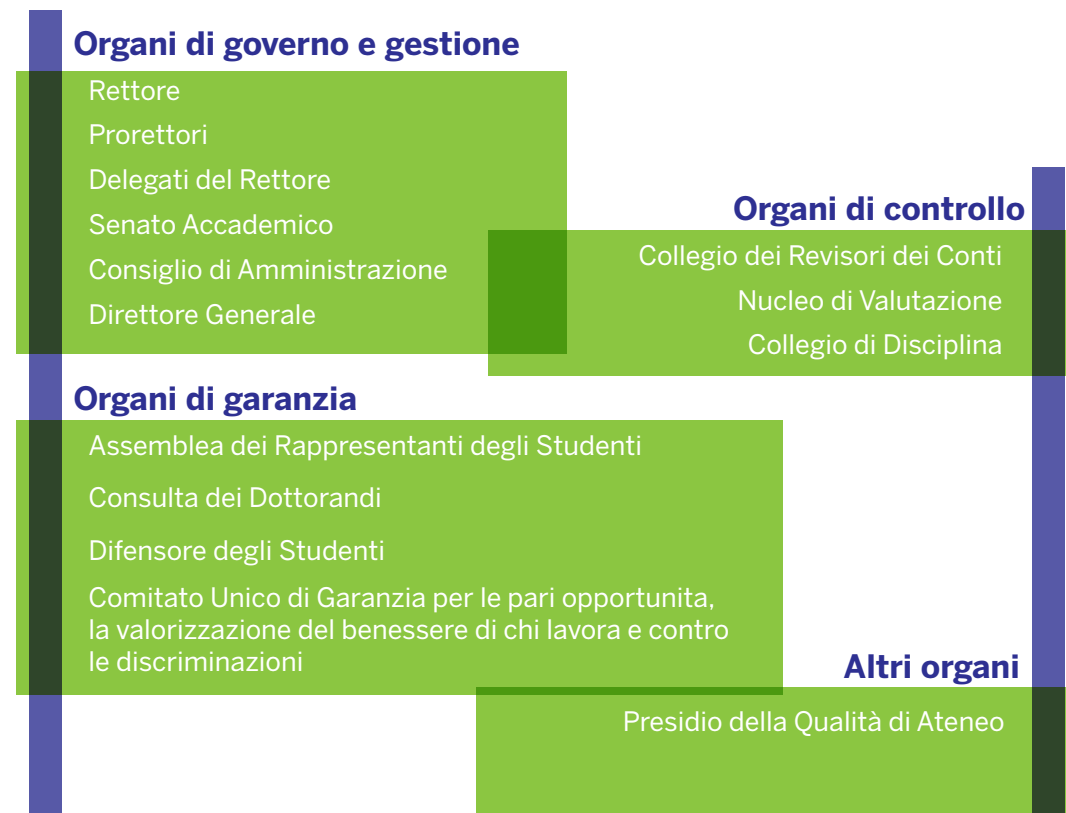 Organi di governo e gestione
Rettore
Prorettori
Delegati del Rettore
Senato Accademico
Consiglio di Amministrazione
Direttore Generale
Organi di controllo
Collegio dei Revisori dei Conti
Nucleo di Valutazione
Collegio di Disciplina
Organi di garanzia
Assemblea dei Rappresentanti degli Studenti
Consulta dei Dottorandi
Difensore degli Studenti
Comitato Unico di Garanzia per le pari opportunita,
la valorizzazione del benessere di chi lavora e contro
le discriminazioni
Altri organi
Presidio della Qualità di Ateneo